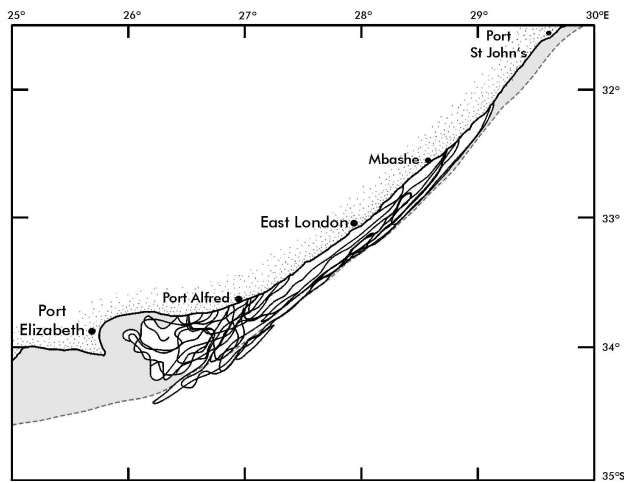 25° 26° 27° 28° 29° 30°E
Port
St John's
32°
Mbashe
East London
33°
Port Alfred
Port
Elizabeth
34°
35°S